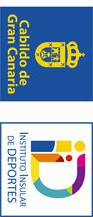 Cabildo de
Gran Canaria
INSTITUTO INSULAR
DE DEPORTES